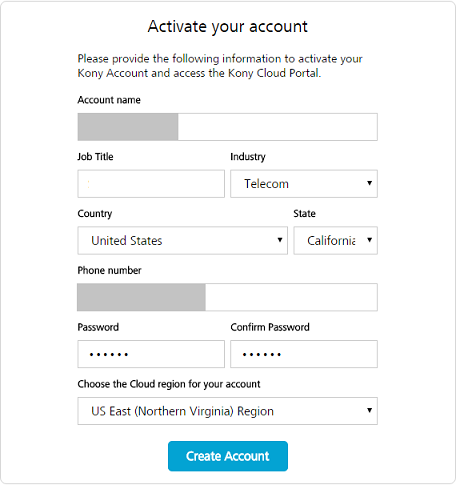 Activate your account
Please provide the following information to activate your
Kony Account and access the Kony Cloud Portal.
Account name
Job Title Industry
Telecom
Country State
United States California
Phone number
Password Confirm Password
•••••• ••••••
Choose the Cloud region for your account
US East (Northern Virginia) Region
Create Account